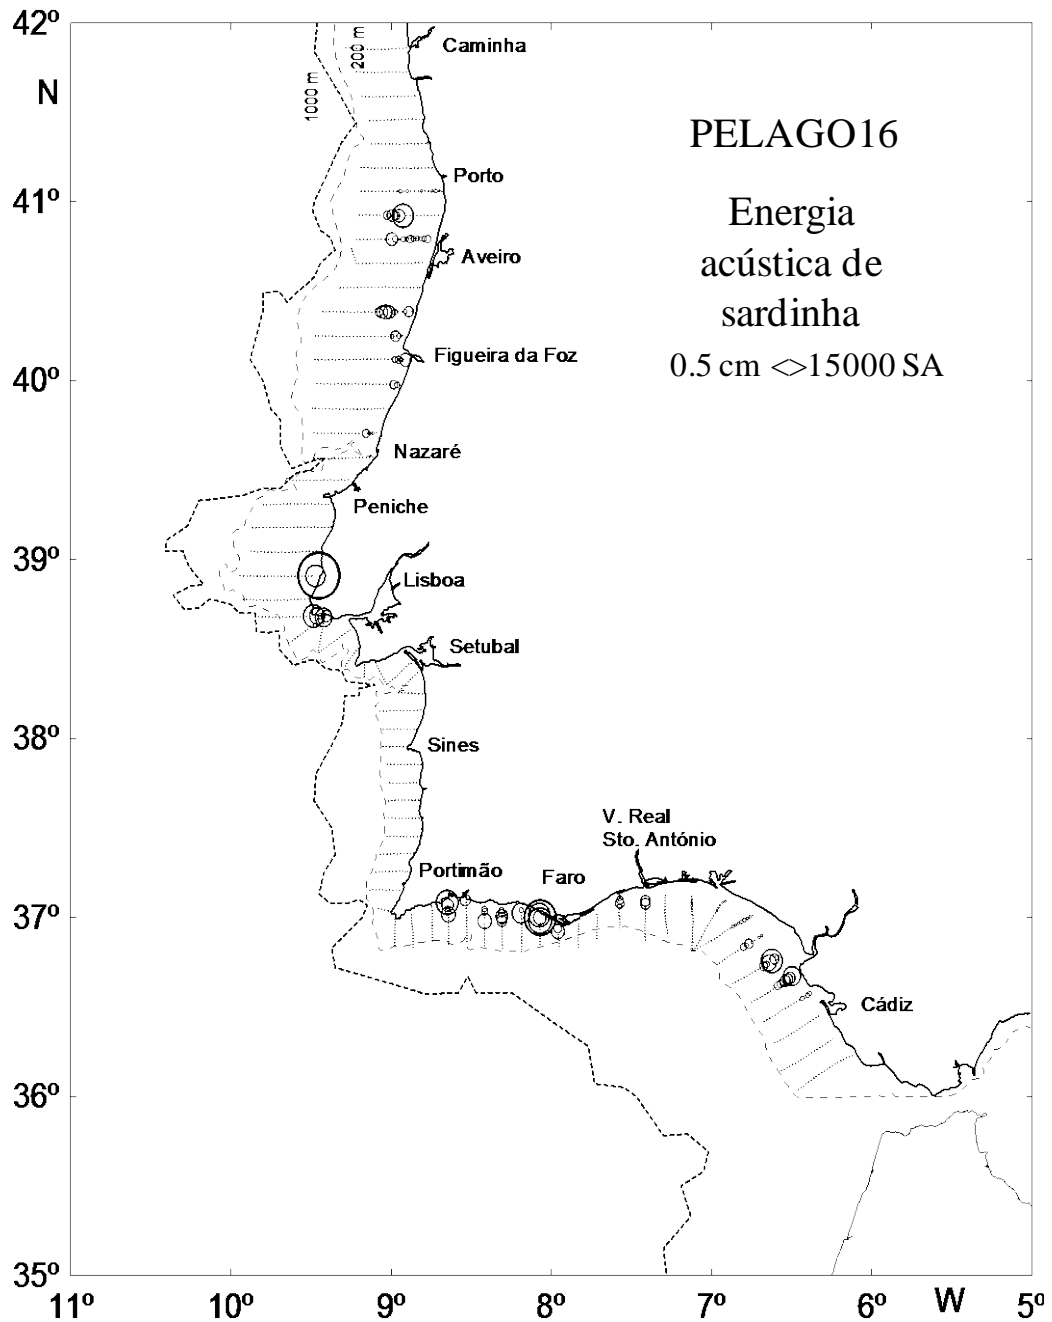 42º
N
41º
40º
39º
38º
37º
36º
35º
11º
10º
9º
8º
7º
6º
W
5º
1000 m
200 m
Caminha
Porto
Aveiro
Figueira da Foz
Nazaré
Peniche
Lisboa
Setubal
Sines
Portimão
Faro
V. Real
Sto. António
Cádiz
PELAGO16
Energia
acústica de
sardinha
0.5 cm <>15000 SA